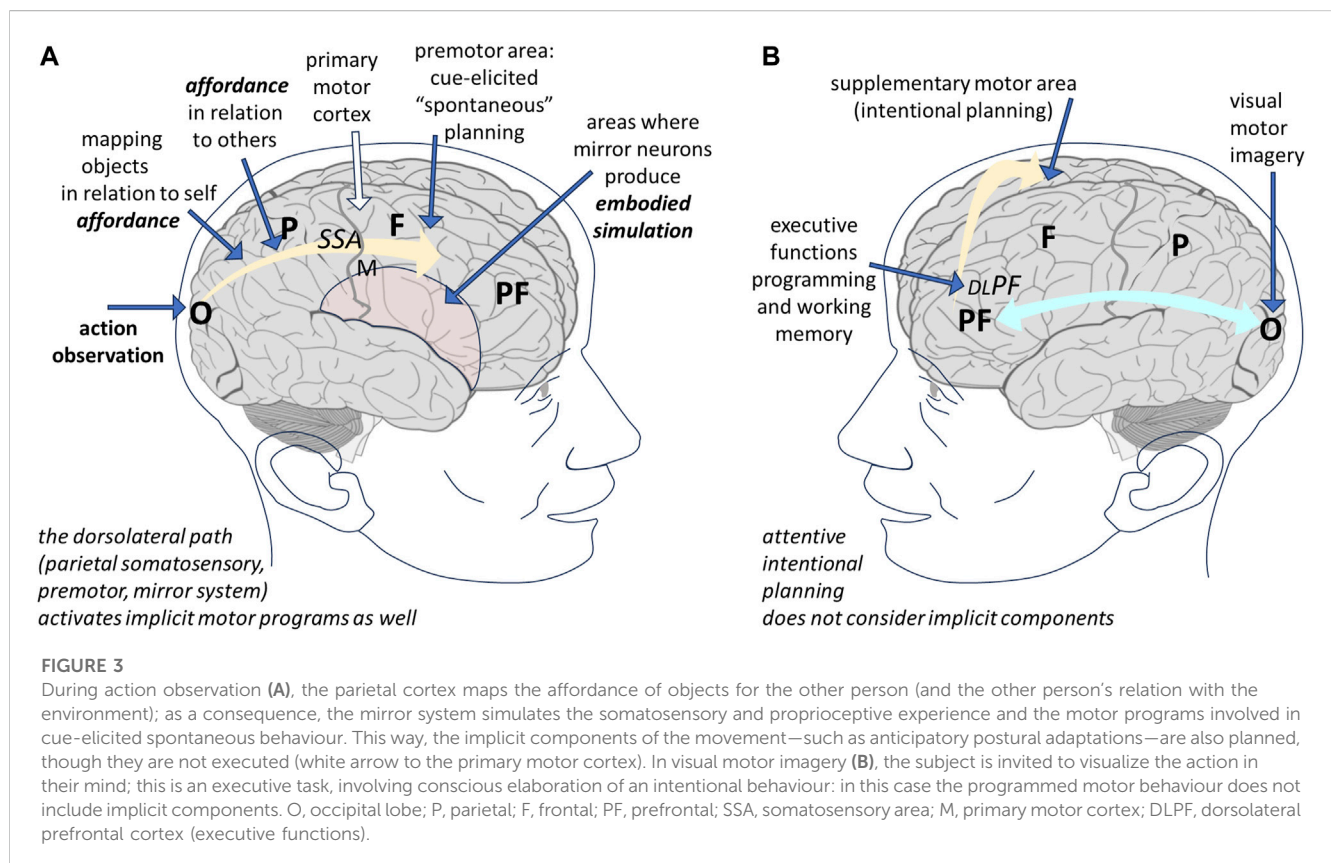 A
mapping
objects
in relation to self
affordance
affordance
in relation
to others
primary
motor
cortex
premotor area:
cue-elicited
“spontaneous”
planning
areas where
mirror neurons
produce
embodied
simulation
P
SSA
F
M
PF
O
action
observation
the dorsolateral path
(parietal somatosensory,
premotor, mirror system)
activates implicit motor programs as well
B
supplementary motor area
(intentional planning)
visual
motor
imagery
executive
functions
programming
and working
memory
F
P
DLPF
PF
O
attentive
intentional
planning
does not consider implicit components
FIGURE 3
During action observation (A), the parietal cortex maps the affordance of objects for the other person (and the other person’s relation with the
environment); as a consequence, the mirror system simulates the somatosensory and proprioceptive experience and the motor programs involved in
cue-elicited spontaneous behaviour. This way, the implicit components of the movement—such as anticipatory postural adaptations—are also planned,
though they are not executed (white arrow to the primary motor cortex). In visual motor imagery (B), the subject is invited to visualize the action in
their mind; this is an executive task, involving conscious elaboration of an intentional behaviour: in this case the programmed motor behaviour does not
include implicit components. O, occipital lobe; P, parietal; F, frontal; PF, prefrontal; SSA, somatosensory area; M, primary motor cortex; DLPF, dorsolateral
prefrontal cortex (executive functions).